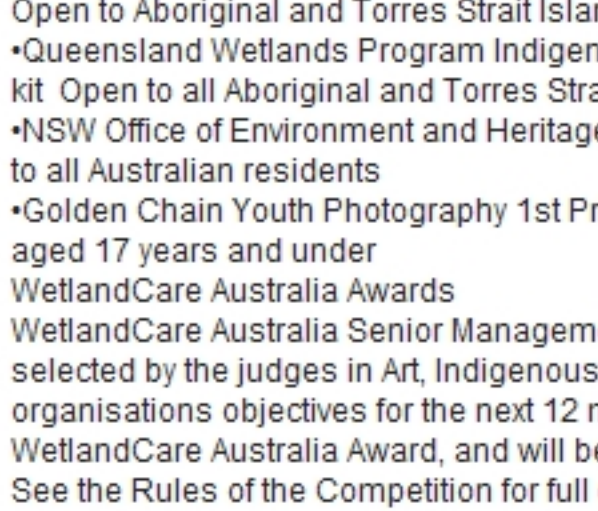 Open to Aboriginal and Torres Strait Islan
•Queensland Wetlands Program Indigen
kit Open to all Aboriginal and Torres Stra
•NSW Office of Environment and Heritage
to all Australian residents
•Golden Chain Youth Photography 1st Pr
aged 17 years and under
WetlandCare Australia Awards
WetlandCare Australia Senior Managem
selected by the judges in Art, Indigenous
organisations objectives for the next 12 m
WetlandCare Australia Award, and will be
See the Rules of the Competition for full